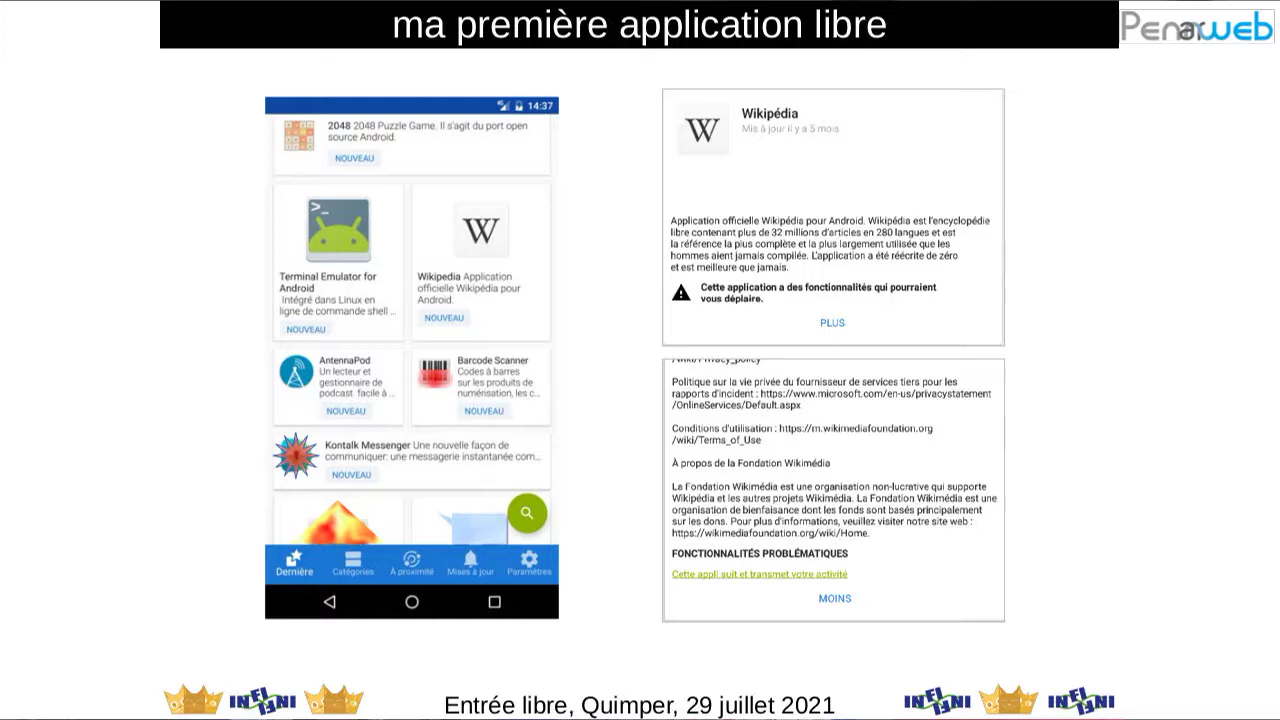 ma première application libre
Penarweb
14:37
2048 2048 Puzzle Game. Il s'agit du port open
source Android.
NOUVEAU
Terminal Emulator for
Android
Intégré dans Linux en
ligne de commande shell ...
NOUVEAU
Wikipedia Application
officielle Wikipédia pour
Android.
NOUVEAU
AntennaPod
Un lecteur et
gestionnaire de
podcast facile à ...
NOUVEAU
Barcode Scanner
Codes à barres
sur les produits de
numérisation, les c...
NOUVEAU
Kontalk Messenger Une nouvelle façon de
communiquer: une messagerie instantanée com...
NOUVEAU
Dernière
Catégories
À proximité
Mises à jour
Paramètres
W
Wikipédia
Mis à jour il y a 5 mois
Application officielle Wikipédia pour Android. Wikipédia est l'encyclopédie
libre contenant plus de 32 millions d'articles en 280 langues et est
la référence la plus complète et la plus largement utilisée que les
hommes aient jamais compilée. L'application a été réécrite de zéro
et est meilleure que jamais.
Cette application a des fonctionnalités qui pourraient
vous déplaire.
PLUS
/wiki/Privacy_policy
Politique sur la vie privée du fournisseur de services tiers pour les
rapports d'incident : https://www.microsoft.com/en-us/privacystatement
/OnlineServices/Default.aspx
Conditions d'utilisation : https://m.wikimediafoundation.org
/wiki/Terms_of_Use
À propos de la Fondation Wikimédia
La Fondation Wikimédia est une organisation non-lucrative qui supporte
Wikipédia et les autres projets Wikimédia. La Fondation Wikimédia est une
organisation de bienfaisance dont les fonds sont basés principalement
sur les dons. Pour plus d'informations, veuillez visiter notre site web :
https://wikimediafoundation.org/wiki/Home.
FONCTIONNALITÉS PROBLÉMATIQUES
Cette appli suit et transmet votre activité
MOINS
Entrée libre, Quimper, 29 juillet 2021